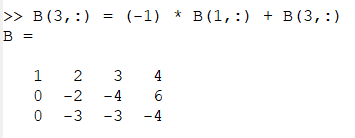 >> B(3,:) = (-1) * B(1,:) + B(3,:)
B =
1 2 3 4
0 -2 -4 6
0 -3 -3 -4